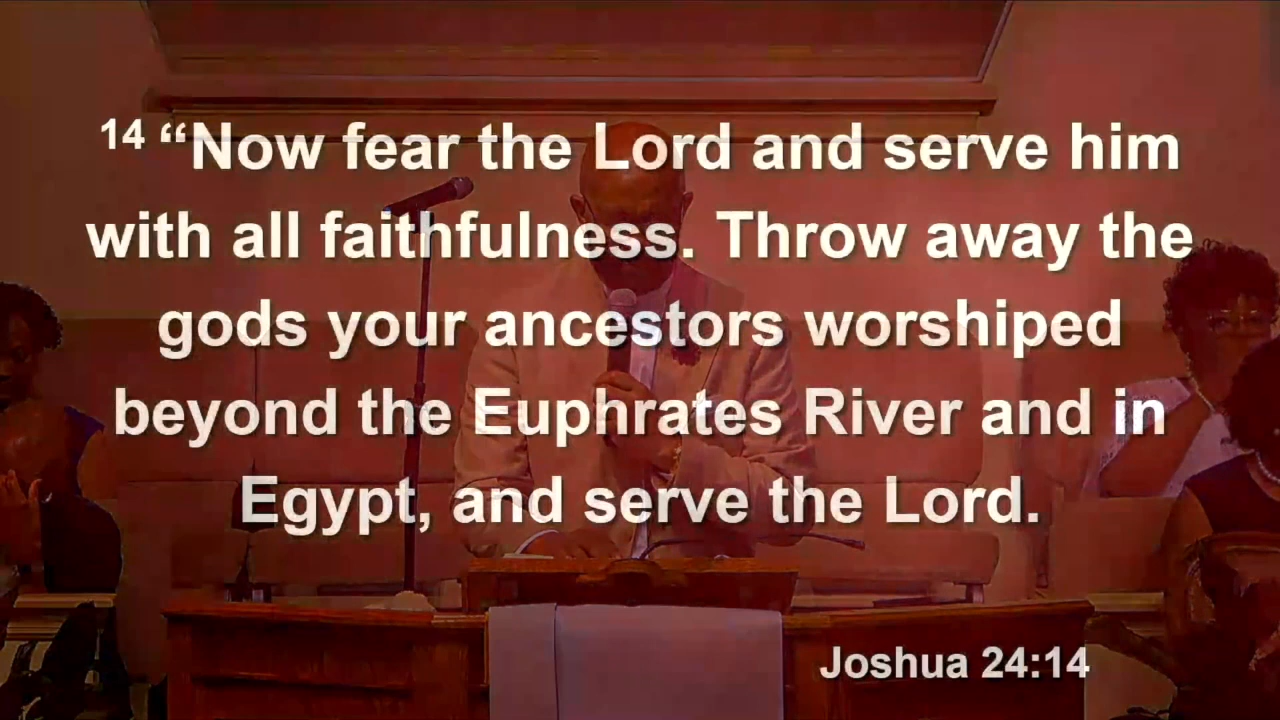 14 “Now fear the Lord and serve him
with all faithfulness. Throw away the
gods your ancestors worshiped
beyond the Euphrates River and in
Egypt, and serve the Lord.
Joshua 24:14